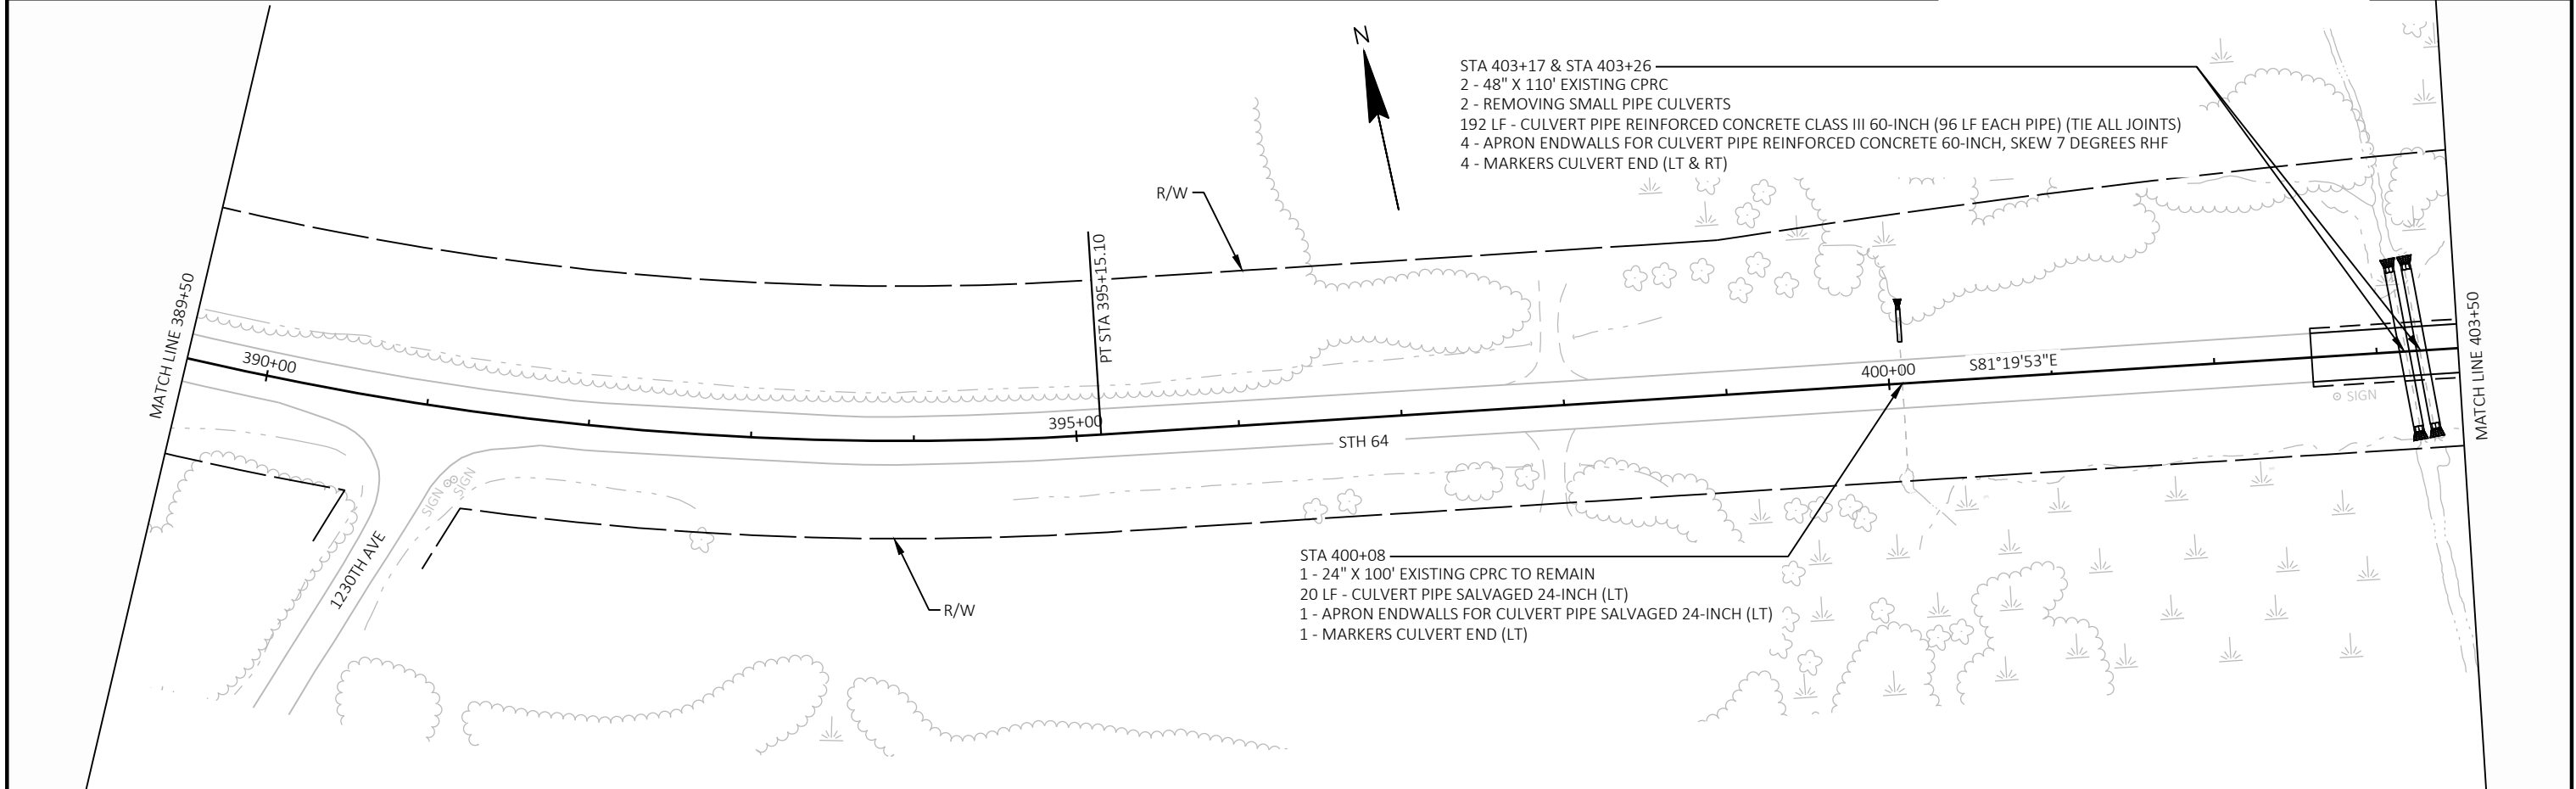 N
STA 403+17 & STA 403+26
2 - 48" X 110' EXISTING CPRC
2 - REMOVING SMALL PIPE CULVERTS
192 LF - CULVERT PIPE REINFORCED CONCRETE CLASS III 60-INCH (96 LF EACH PIPE) (TIE ALL JOINTS)
4 - APRON ENDWALLS FOR CULVERT PIPE REINFORCED CONCRETE 60-INCH, SKEW 7 DEGREES RHF
4 - MARKERS CULVERT END (LT & RT)
R/W
MATCH LINE 389+50
390+00
PT STA 395+15.10
395+00
STH 64
400+00
S81°19'53"E
SIGN
MATCH LINE 403+50
SIGN
SIGN
1230TH AVE
R/W
STA 400+08
1 - 24" X 100' EXISTING CPRC TO REMAIN
20 LF - CULVERT PIPE SALVAGED 24-INCH (LT)
1 - APRON ENDWALLS FOR CULVERT PIPE SALVAGED 24-INCH (LT)
1 - MARKERS CULVERT END (LT)